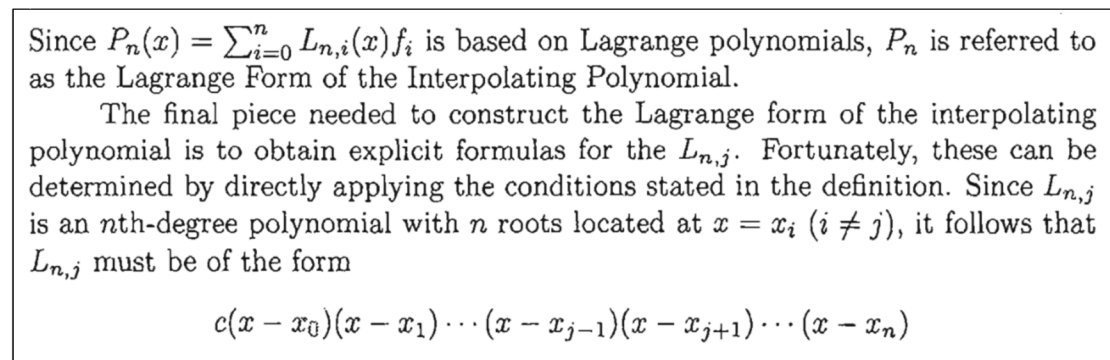 Since $P_n(x) = \sum_{i=0}^{n} L_{n,i}(x) f_i$ is based on Lagrange polynomials, $P_n$ is referred to
as the Lagrange Form of the Interpolating Polynomial.
The final piece needed to construct the Lagrange form of the interpolating
polynomial is to obtain explicit formulas for the $L_{n,j}$. Fortunately, these can be
determined by directly applying the conditions stated in the definition. Since $L_{n,j}$
is an $n$th-degree polynomial with $n$ roots located at $x = x_i$ ($i \neq j$), it follows that
$L_{n,j}$ must be of the form
$c(x - x_0)(x - x_1) \cdots (x - x_{j-1})(x - x_{j+1}) \cdots (x - x_n)$